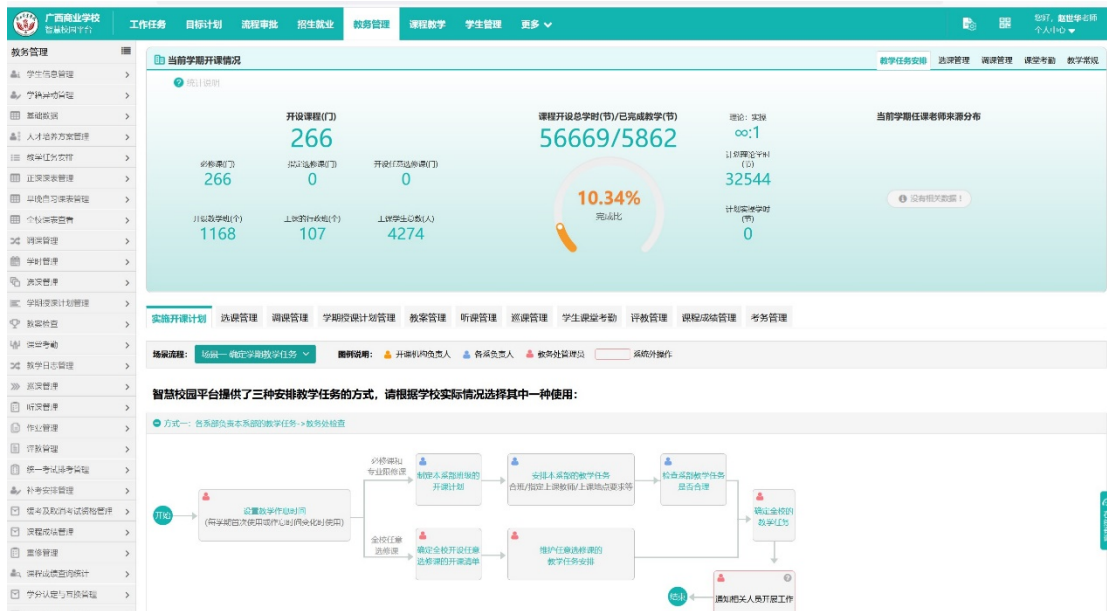 广西商业学校
智慧校园平台
工作任务 目标计划 流程审批 招生就业 教务管理 课程教学 学生管理 更多
您好，赵世华老师
个人中心
教务管理
学生信息管理
学籍异动管理
基础数据
人才培养方案管理
教学任务安排
正课课表管理
早晚自习课表管理
个校课表查看
调课管理
学时管理
选课管理
学期授课计划管理
教案检查
课堂考勤
教学日志管理
巡课管理
听课管理
作业管理
评教管理
统一考试排考管理
补考安排管理
缓考及取消考试资格管理
课程成绩管理
重修管理
课程成绩查询统计
学分认定与互换管理
当前学期开课情况
教学任务安排 选课管理 调课管理 课堂考勤 教学常规
统计说明
开设课程(门)
266
必修课(门) 指定选修课(门) 开设任意选修课(门)
266 0 0
开设教学班(个) 上课的行政班(个) 上课学生总数(人)
1168 107 4274
课程开设总学时(节)/已完成教学(节)
56669/5862
10.34%
完成比
理论：实操
∞:1
计划理论学时
(节)
32544
计划实操学时
(节)
0
当前学期任课老师来源分布
没有相关数据！
实施开课计划 选课管理 调课管理 学期授课计划管理 教案管理 听课管理 巡课管理 学生课堂考勤 评教管理 课程成绩管理 考务管理
场景流程： 场景一 确定学期教学任务 图例说明： 开课机构负责人 各系负责人 教务处管理员 系统外操作
智慧校园平台提供了三种安排教学任务的方式，请根据学校实际情况选择其中一种使用：
方式一：各系部负责本系部的教学任务->教务处检查
开始
设置教学作息时间
(每学期首次使用或作息时间变化时使用)
必修课和
专业限修课
制定本系部班级的
开课计划
安排本系部的教学任务
合班/指定上课教师/上课地点要求等
检查系部教学任务
是否合理
全校任意
选修课
确定全校开设任意
选修课的开课清单
维护任意选修课的
教学任务安排
确定全校的
教学任务
通知相关人员开展工作
结束